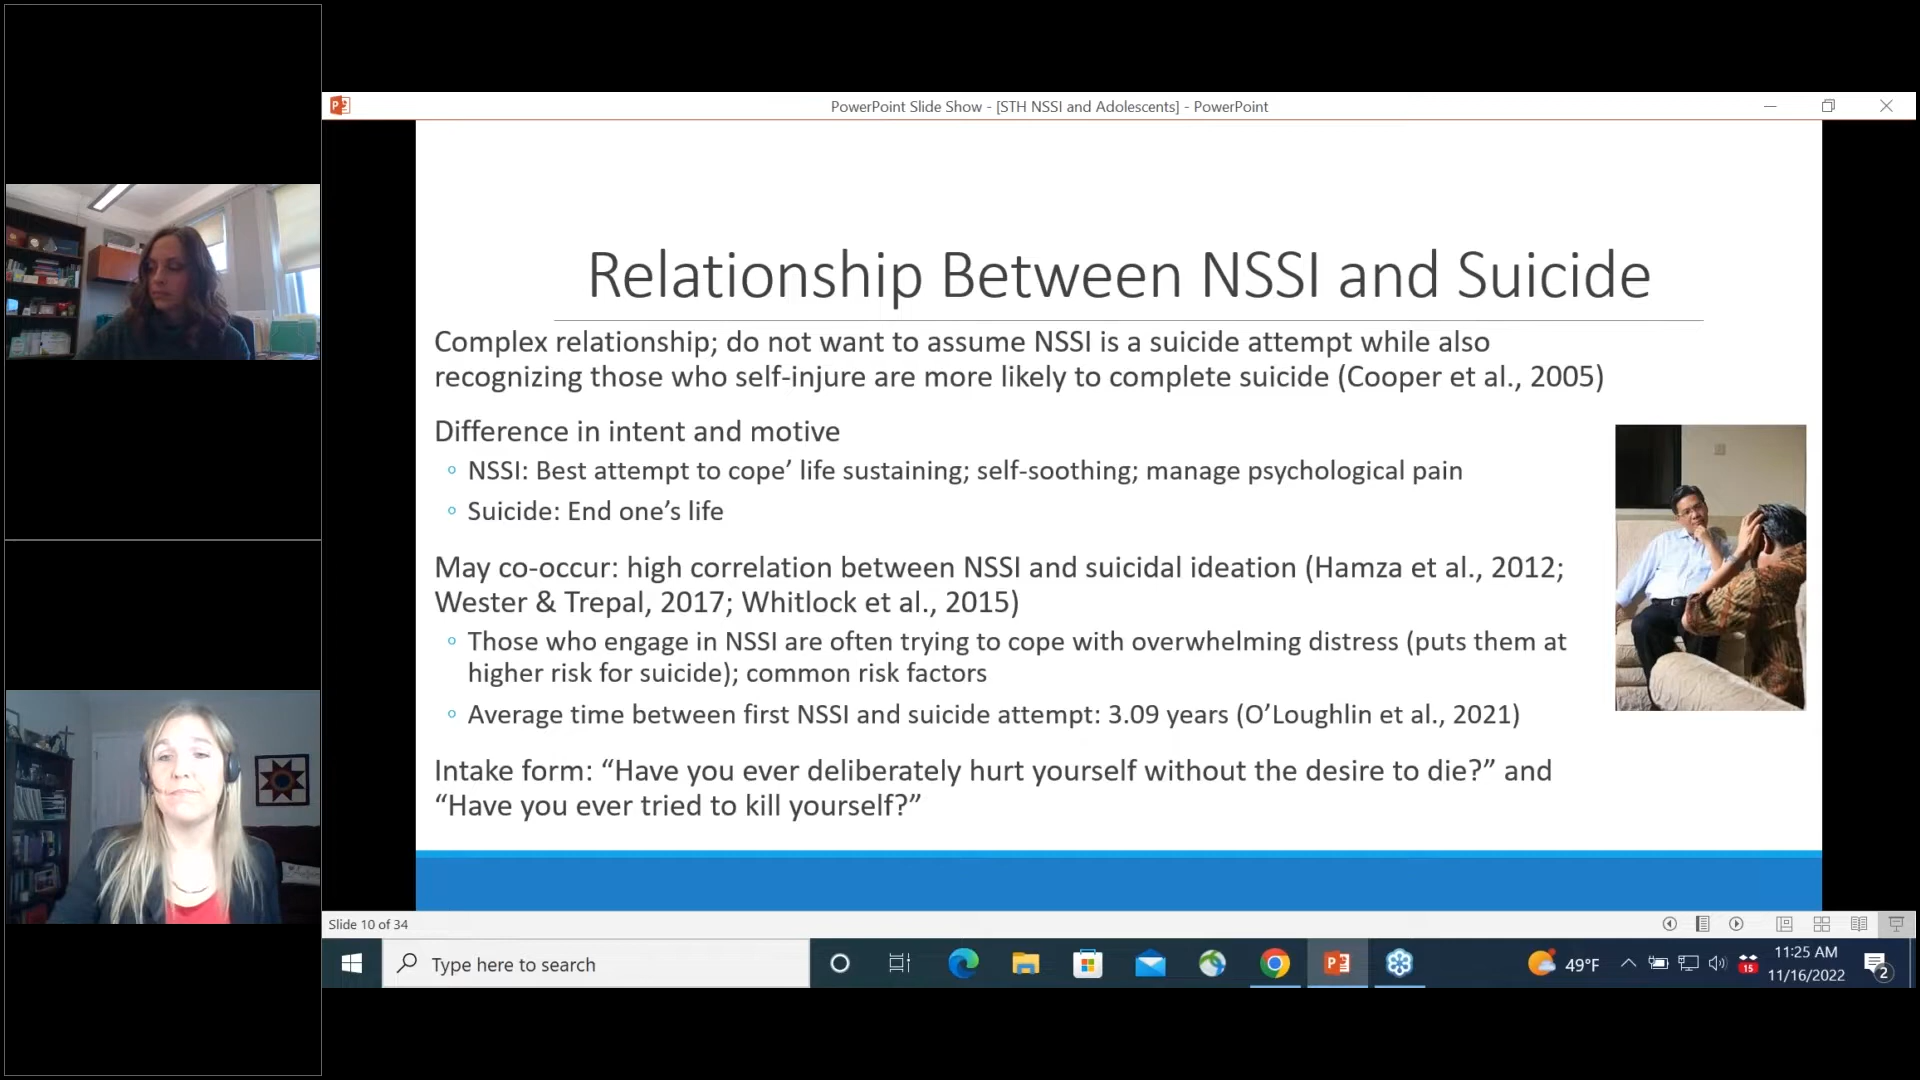 PowerPoint Slide Show - [STH NSSI and Adolescents] - PowerPoint
Relationship Between NSSI and Suicide
Complex relationship; do not want to assume NSSI is a suicide attempt while also
recognizing those who self-injure are more likely to complete suicide (Cooper et al., 2005)
Difference in intent and motive
◦ NSSI: Best attempt to cope’ life sustaining; self-soothing; manage psychological pain
◦ Suicide: End one’s life
May co-occur: high correlation between NSSI and suicidal ideation (Hamza et al., 2012;
Wester & Trepal, 2017; Whitlock et al., 2015)
◦ Those who engage in NSSI are often trying to cope with overwhelming distress (puts them at
higher risk for suicide); common risk factors
◦ Average time between first NSSI and suicide attempt: 3.09 years (O’Loughlin et al., 2021)
Intake form: “Have you ever deliberately hurt yourself without the desire to die?” and
“Have you ever tried to kill yourself?”
Slide 10 of 34
Type here to search
49°F
15
11:25 AM
11/16/2022
2